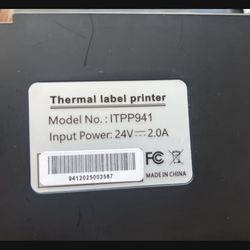 Thermal label printer
Model No.: ITPP941
Input Power: 24V⎓2.0A
9412025003587
FC
MADE IN CHINA